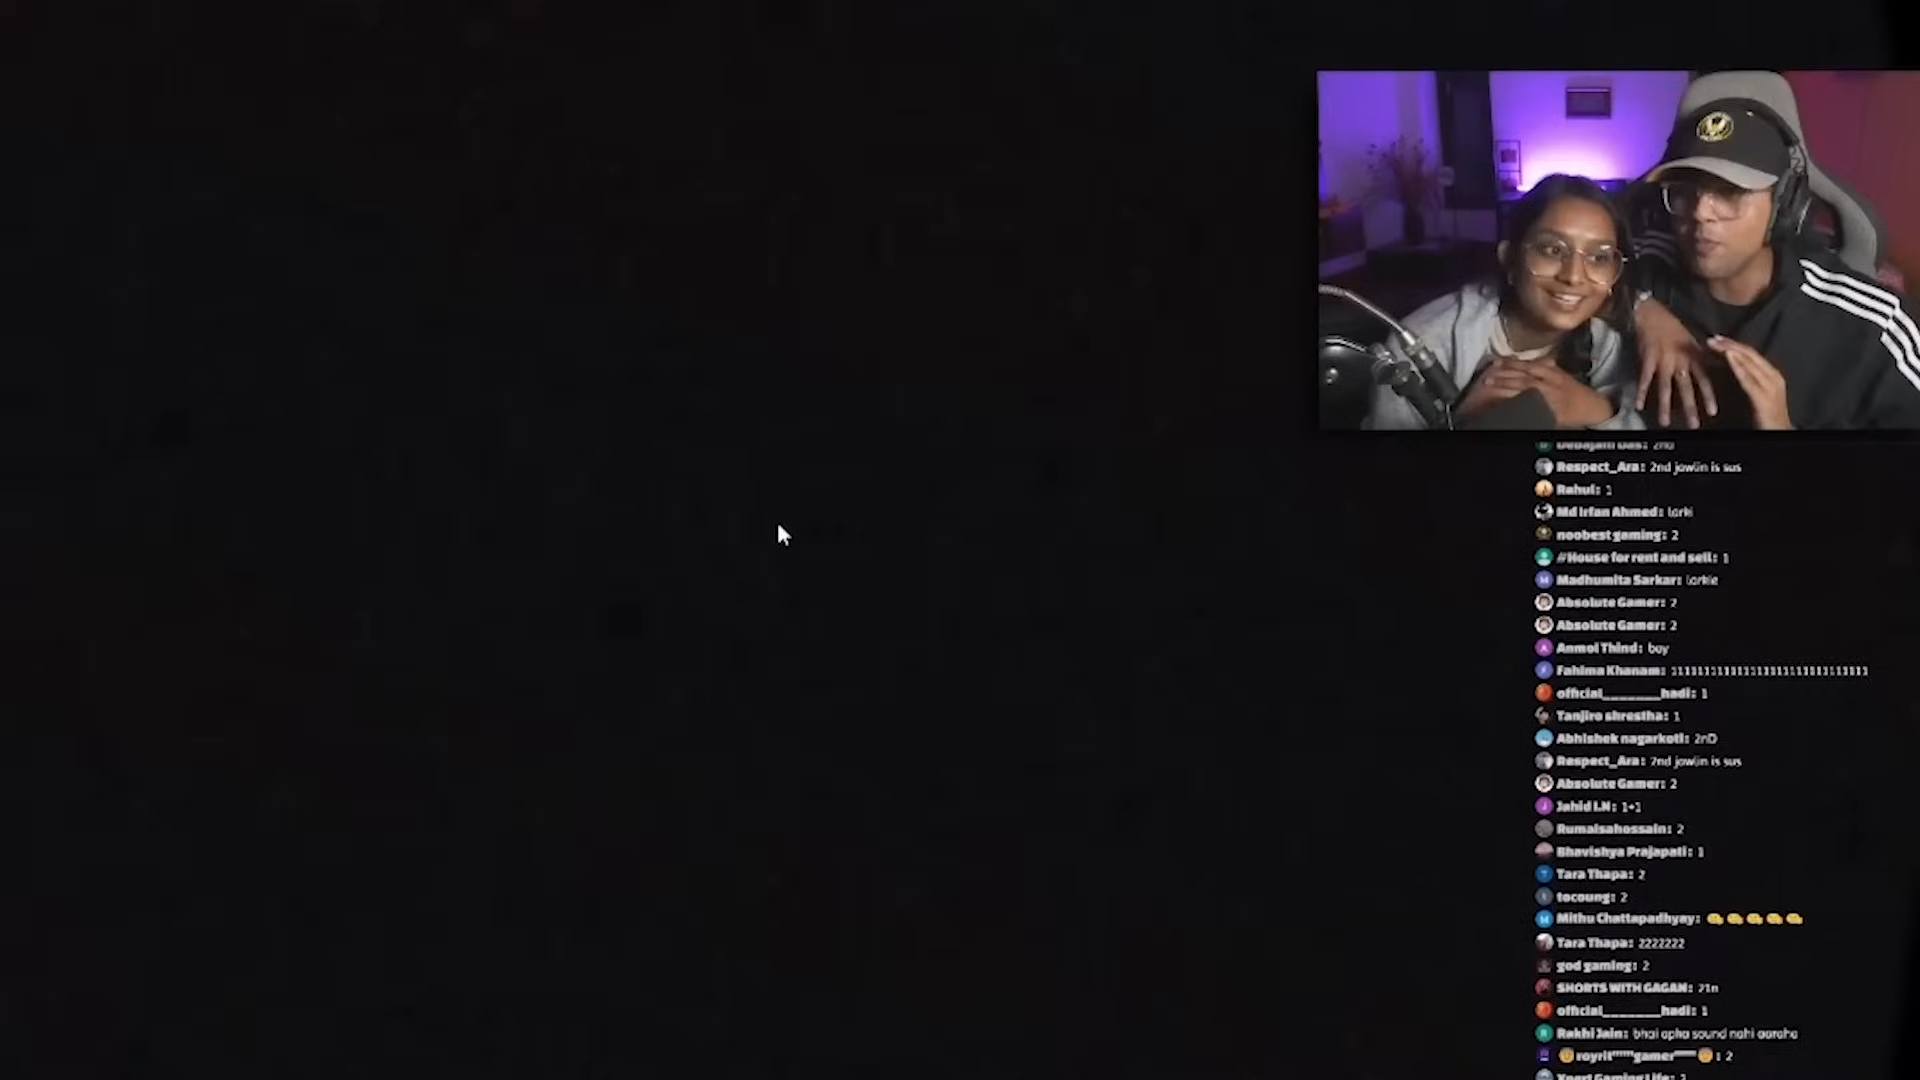 Respect_Ara: 2nd jowlin is sus
Rahul: 1
Md Irfan Ahmed: larki
noobest gaming: 2
#House for rent and sell: 1
Madhumita Sarkar: larkie
Absolute Gamer: 2
Absolute Gamer: 2
Anmol Thind: boy
Fahima Khanam:
official_______hadi: 1
Tanjiro shrestha: 1
Abhishek nagarkoti: 2nD
Respect_Ara: 2nd jowlin is sus
Absolute Gamer: 2
Jahid I.N: 1+1
Rumaisahossain: 2
Bhavishya Prajapati: 1
Tara Thapa: 2
tocoung: 2
Mithu Chattapadhyay:
Tara Thapa: 2222222
god gaming: 2
SHORTS WITH GAGAN: 21n
official_______hadi: 1
Rakhi Jain: bhai apka sound nahi aaraha
: 2